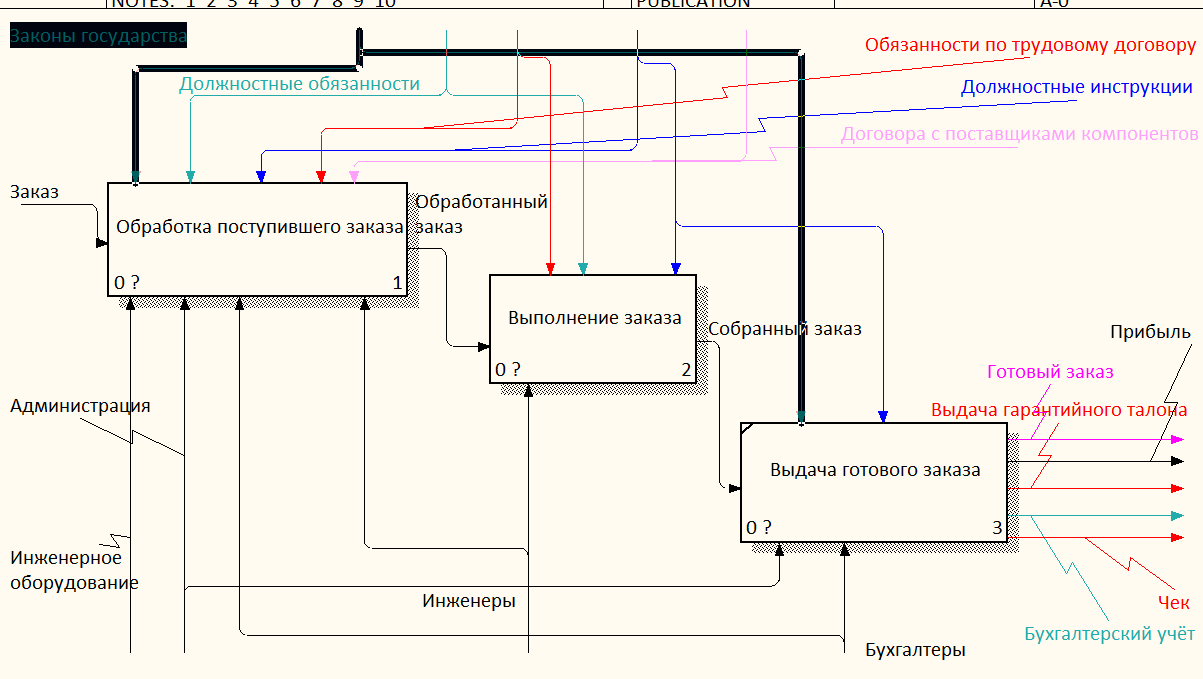 NOTES: 1 2 3 4 5 6 7 8 9 10
PUBLICATION
A-0
Законы государства
Обязанности по трудовому договору
Должностные обязанности
Должностные инструкции
Договора с поставщиками компонентов
Заказ
Обработка поступившего заказа
0 ?
1
Обработанный
заказ
Выполнение заказа
0 ?
2
Собранный заказ
Прибыль
Готовый заказ
Выдача гарантийного талона
Администрация
Выдача готового заказа
0 ?
3
Инженерное
оборудование
Инженеры
Чек
Бухгалтерский учёт
Бухгалтеры